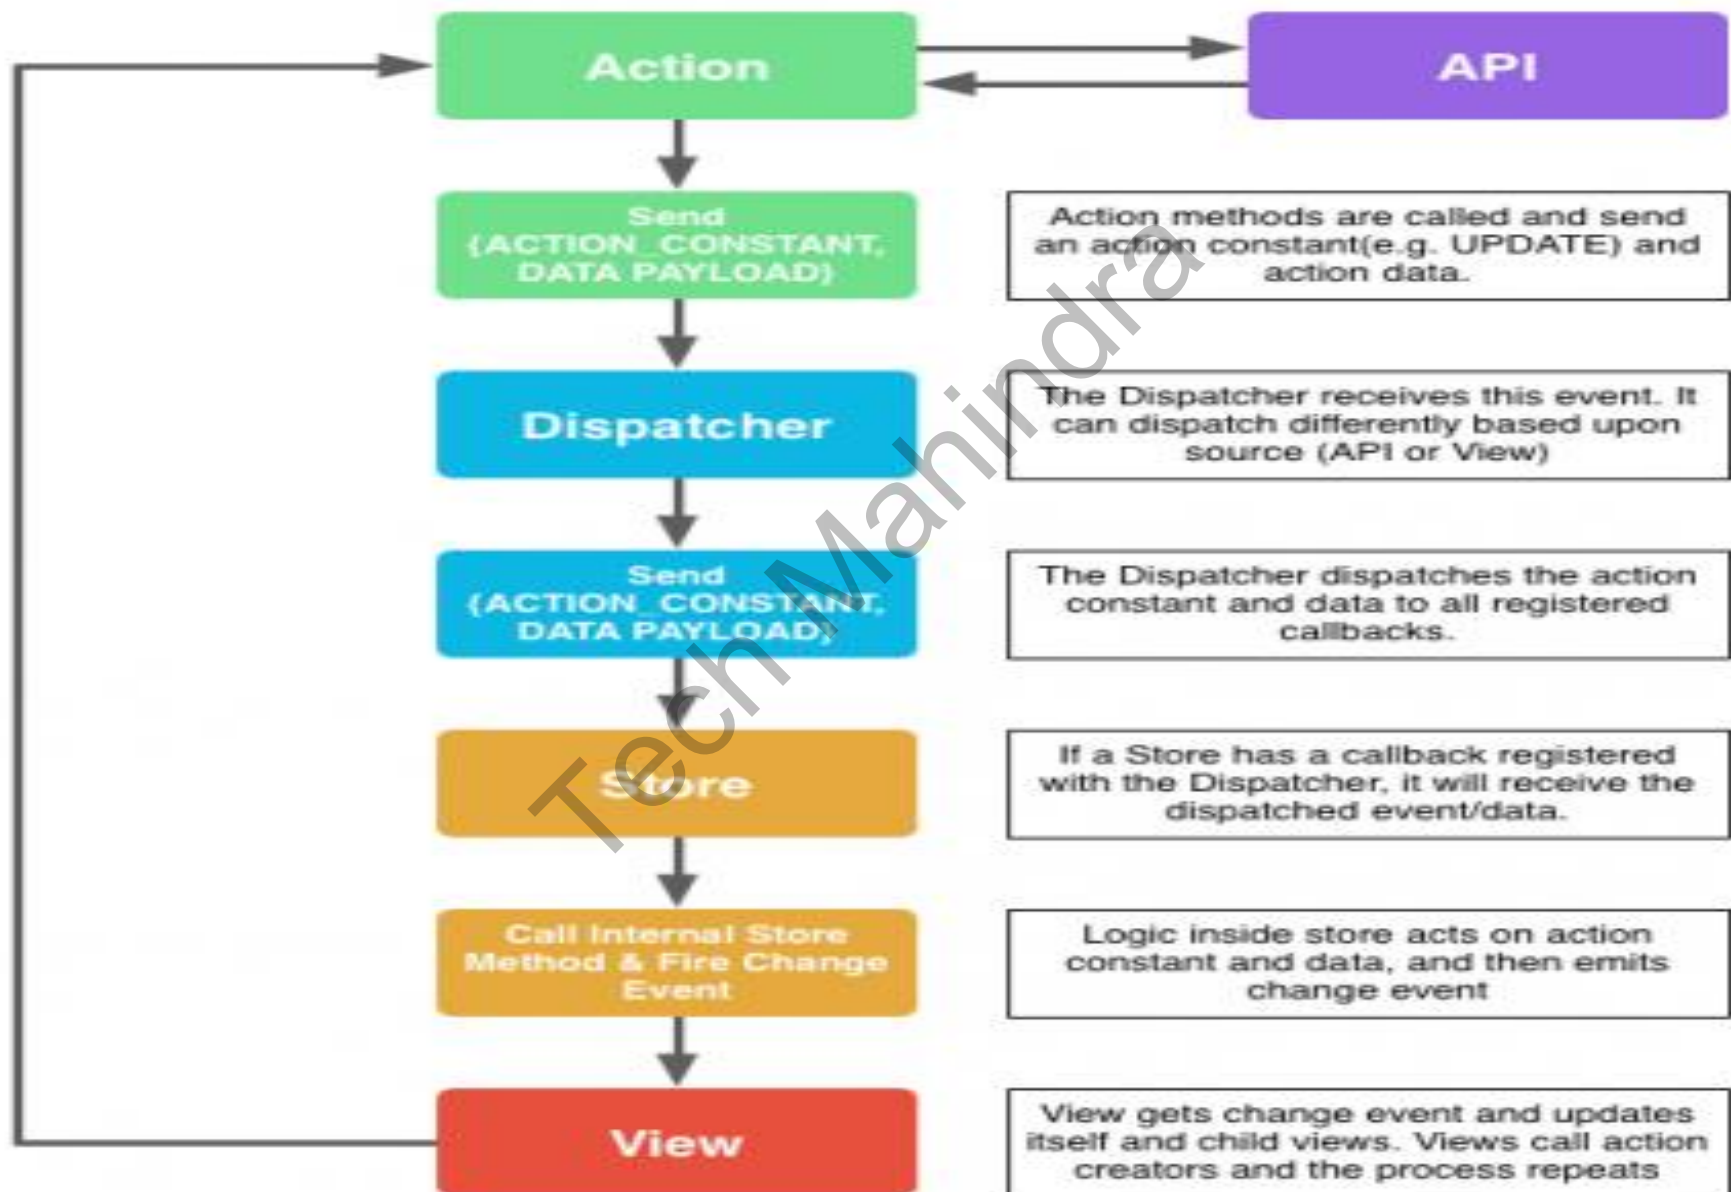 Action
API
Send
{ACTION_CONSTANT,
DATA PAYLOAD}
Action methods are called and send
an action constant(e.g. UPDATE) and
action data.
Dispatcher
The Dispatcher receives this event. It
can dispatch differently based upon
source (API or View)
Send
{ACTION_CONSTANT,
DATA PAYLOAD}
The Dispatcher dispatches the action
constant and data to all registered
callbacks.
Store
If a Store has a callback registered
with the Dispatcher, it will receive the
dispatched event/data.
Call Internal Store
Method & Fire Change
Event
Logic inside store acts on action
constant and data, and then emits
change event
View
View gets change event and updates
itself and child views. Views call action
creators and the process repeats
Tech Mahindra